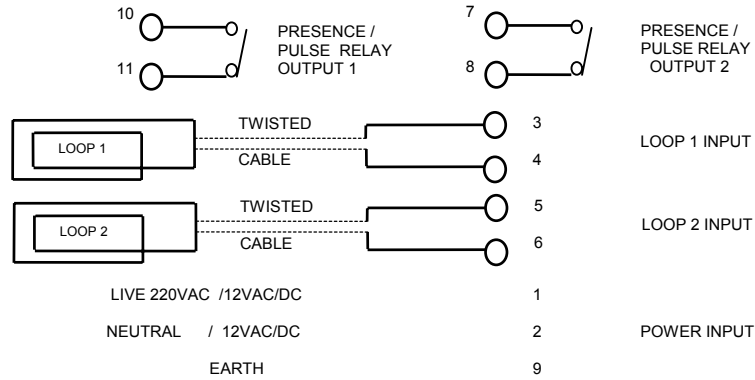 10
PRESENCE /
PULSE RELAY
OUTPUT 1
11
7
PRESENCE /
PULSE RELAY
OUTPUT 2
8
LOOP 1
TWISTED
CABLE
3
4
LOOP 1 INPUT
LOOP 2
TWISTED
CABLE
5
6
LOOP 2 INPUT
LIVE 220VAC /12VAC/DC 1
NEUTRAL / 12VAC/DC 2 POWER INPUT
EARTH 9